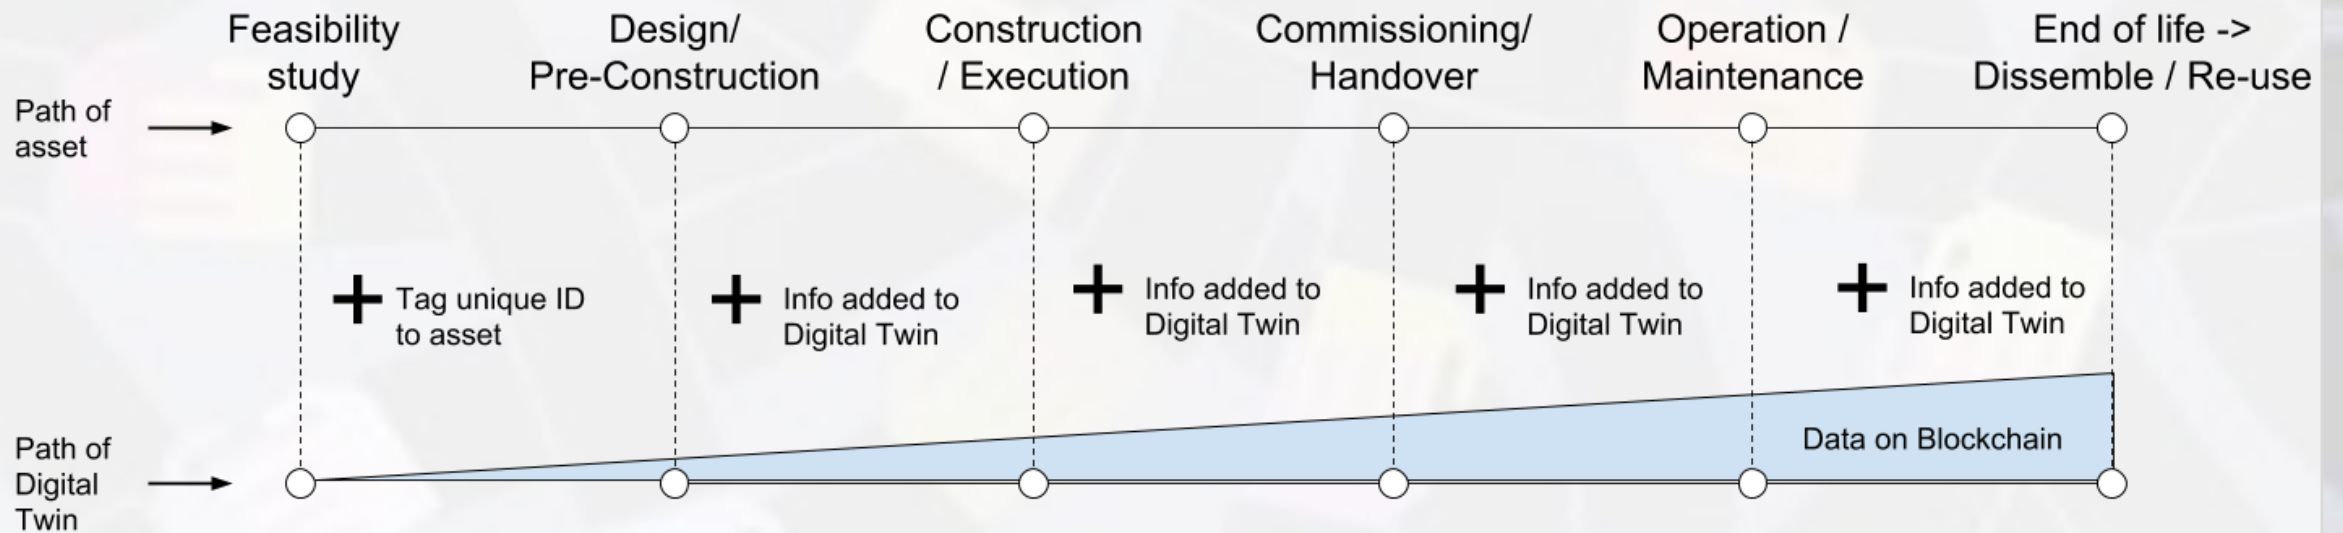 Feasibility
study
Design/
Pre-Construction
Construction
/ Execution
Commissioning/
Handover
Operation /
Maintenance
End of life ->
Dissemble / Re-use
Path of
asset
Tag unique ID
to asset
Info added to
Digital Twin
Info added to
Digital Twin
Info added to
Digital Twin
Info added to
Digital Twin
Data on Blockchain
Path of
Digital
Twin